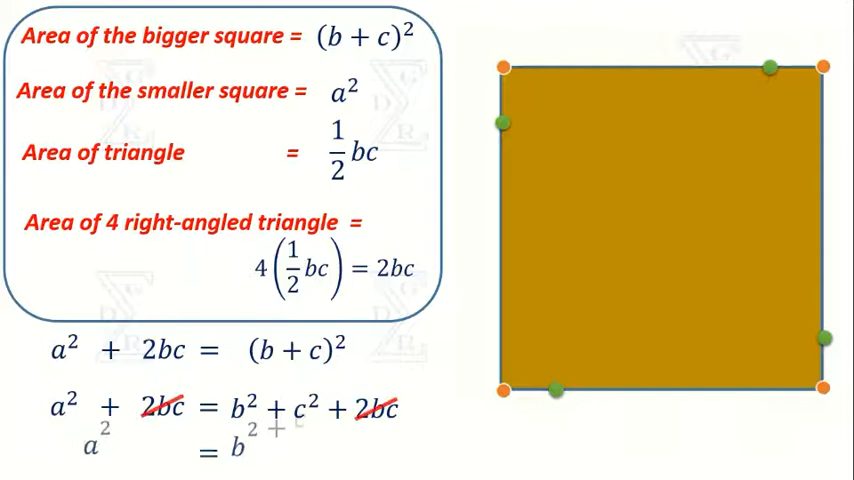 Area of the bigger square = (b + c)²
Area of the smaller square = a²
Area of triangle = 1/2 bc
Area of 4 right-angled triangle =
4(1/2 bc) = 2bc
a² + 2bc = (b + c)²
a² + 2bc = b² + c² + 2bc
a² = b² +